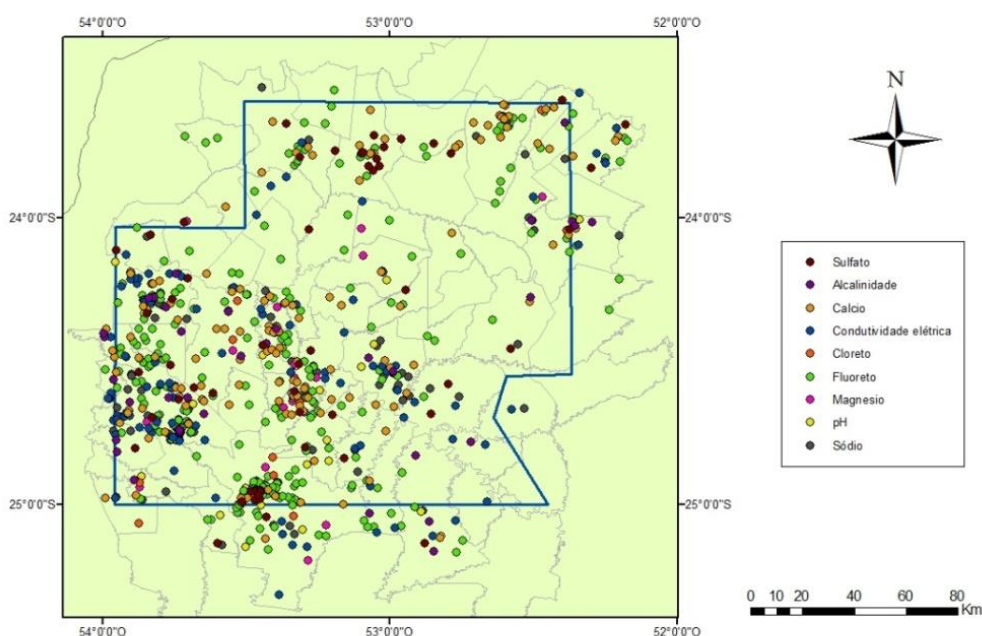 54°0'0"O 53°0'0"O 52°0'0"O
N
24°0'0"S 24°0'0"S
Sulfato
Alcalinidade
Calcio
Condutividade elétrica
Cloreto
Fluoreto
Magnesio
pH
Sódio
25°0'0"S 25°0'0"S
0 10 20 40 60 80
Km
54°0'0"O 53°0'0"O 52°0'0"O